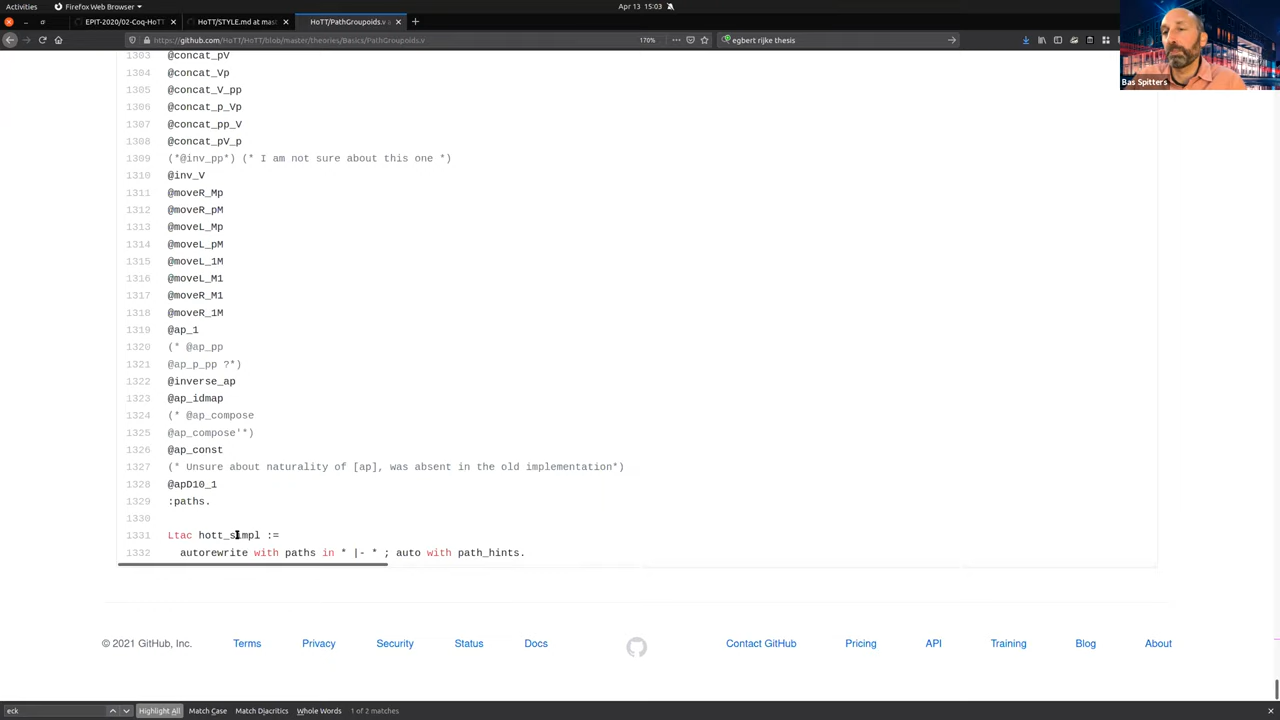 Activities
Firefox Web Browser
Apr 13 15:03
EPIT-2020/02-Coq-HoTT
HoTT/STYLE.md at mast
HoTT/PathGroupoids.v a
https://github.com/HoTT/HoTT/blob/master/theories/Basics/PathGroupoids.v
170%
egbert rijke thesis
Bas Spitters
1303 @concat_pV
1304 @concat_Vp
1305 @concat_V_pp
1306 @concat_p_Vp
1307 @concat_pp_V
1308 @concat_pV_p
1309 (*@inv_pp*) (* I am not sure about this one *)
1310 @inv_V
1311 @moveR_Mp
1312 @moveR_pM
1313 @moveL_Mp
1314 @moveL_pM
1315 @moveL_1M
1316 @moveL_M1
1317 @moveR_M1
1318 @moveR_1M
1319 @ap_1
1320 (* @ap_pp
1321 @ap_p_pp ?*)
1322 @inverse_ap
1323 @ap_idmap
1324 (* @ap_compose
1325 @ap_compose'*)
1326 @ap_const
1327 (* Unsure about naturality of [ap], was absent in the old implementation*)
1328 @apD10_1
1329 :paths.
1330
1331 Ltac hott_simpl :=
1332 autorewrite with paths in * |- * ; auto with path_hints.
© 2021 GitHub, Inc.
Terms
Privacy
Security
Status
Docs
Contact GitHub
Pricing
API
Training
Blog
About
eck
Highlight All
Match Case
Match Diacritics
Whole Words
1 of 2 matches